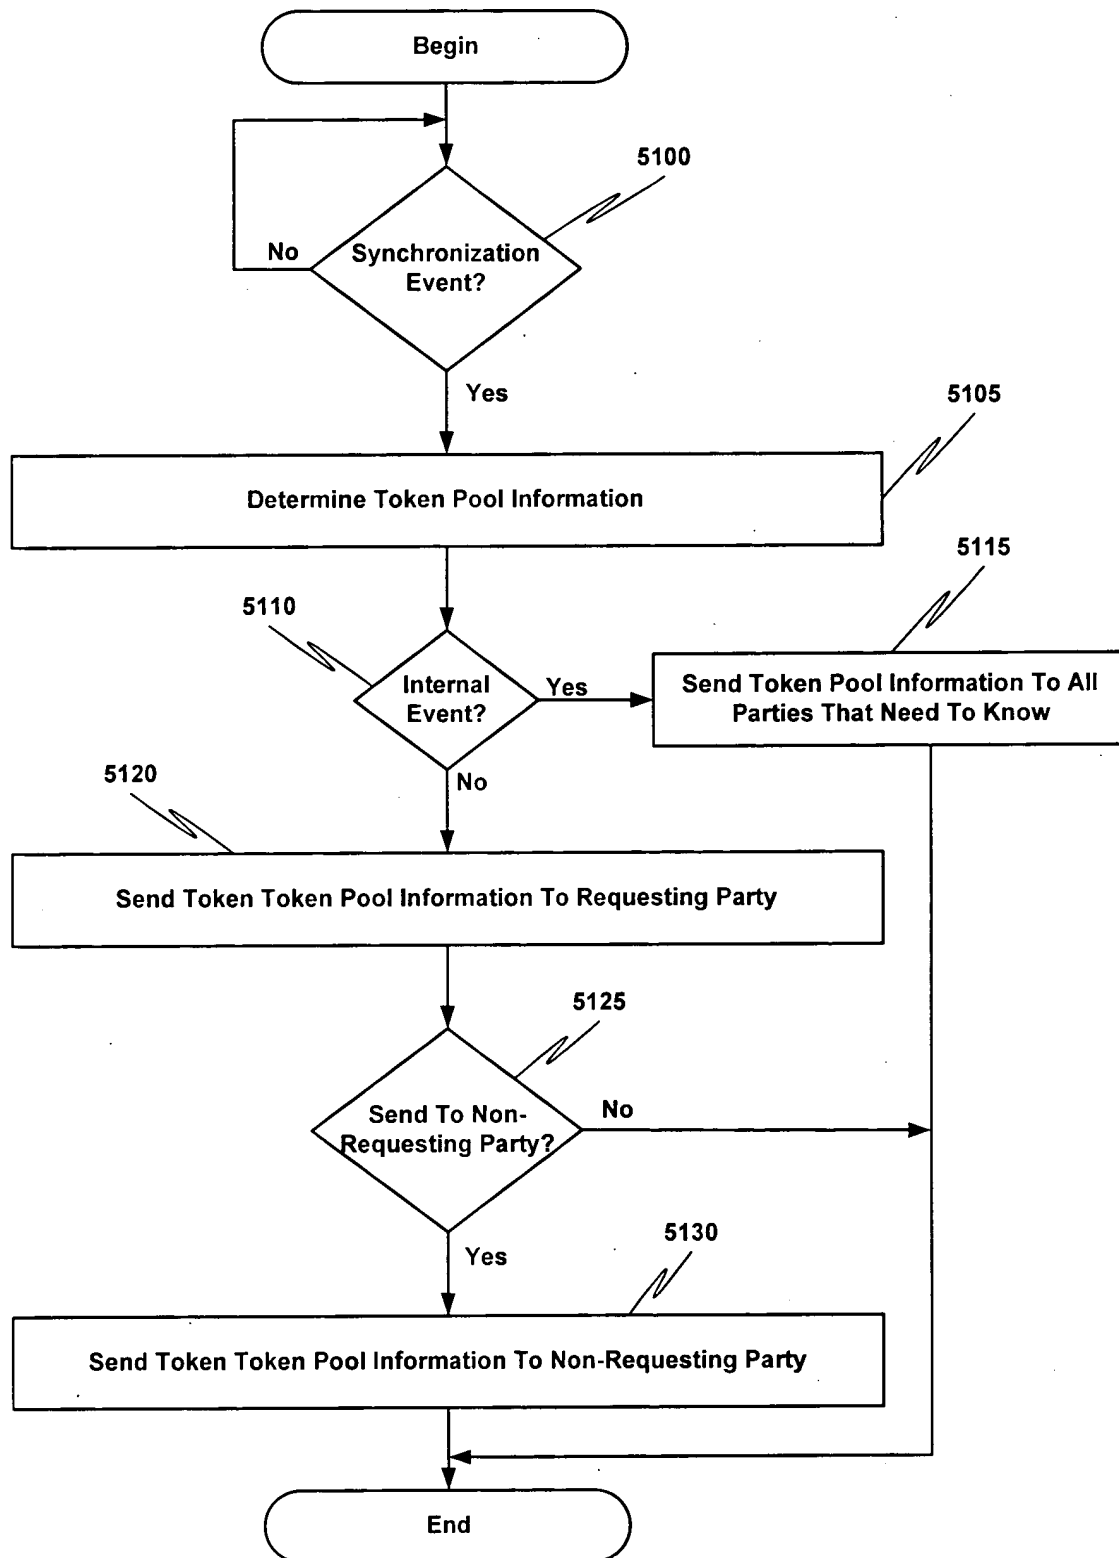 Begin
5100
No
Synchronization
Event?
Yes
5105
Determine Token Pool Information
5115
5110
Internal
Event?
Yes
Send Token Pool Information To All
Parties That Need To Know
No
5120
Send Token Token Pool Information To Requesting Party
5125
Send To Non-
Requesting Party?
No
Yes
5130
Send Token Token Pool Information To Non-Requesting Party
End